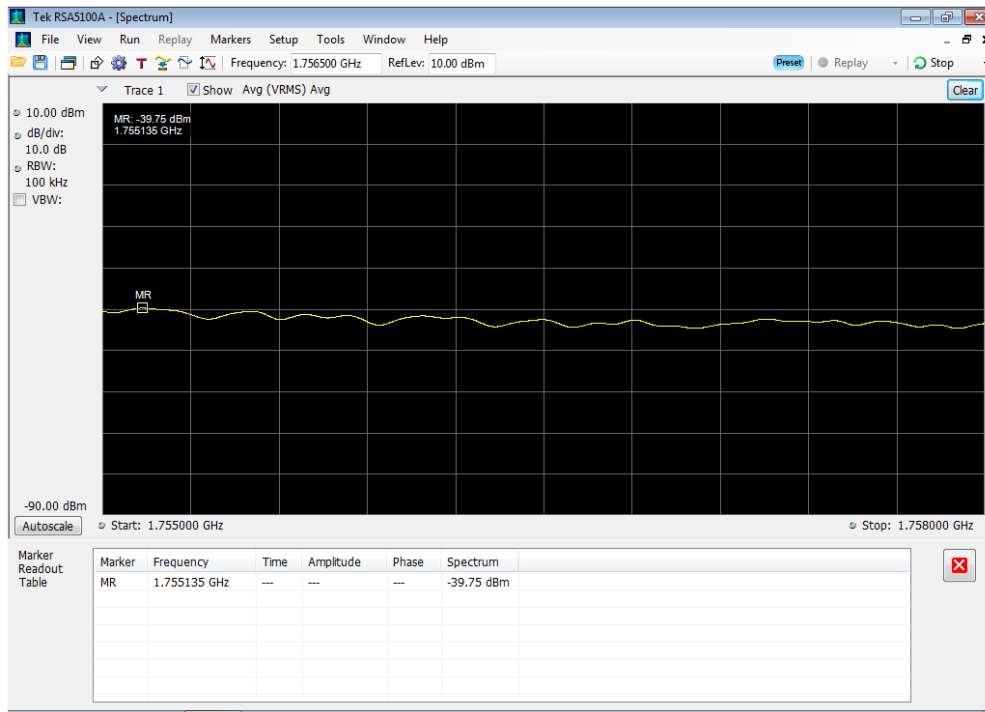 Tek RSA5100A - [Spectrum]
File View Run Replay Markers Setup Tools Window Help
T Frequency: 1.756500 GHz RefLev: 10.00 dBm Preset Replay Stop
Trace 1 Show Avg (VRMS) Avg Clear
10.00 dBm
dB/div:
10.0 dB
RBW:
100 kHz
VBW:
MR: -39.75 dBm
1.755135 GHz
MR
-90.00 dBm
Autoscale Start: 1.755000 GHz Stop: 1.758000 GHz
Marker
Readout
Table
Marker Frequency Time Amplitude Phase Spectrum
MR 1.755135 GHz --- --- --- -39.75 dBm